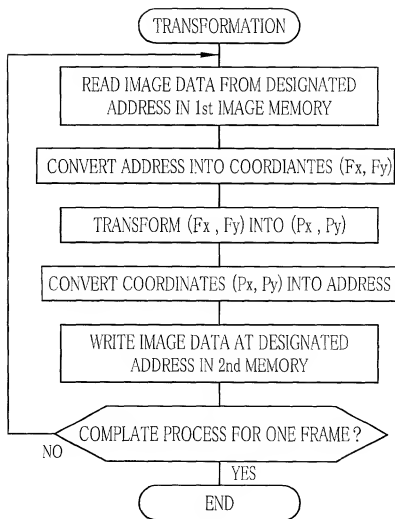 TRANSFORMATION
READ IMAGE DATA FROM DESIGNATED
ADDRESS IN 1st IMAGE MEMORY
CONVERT ADDRESS INTO COORDIANTES (Fx, Fy)
TRANSFORM (Fx , Fy) INTO (Px , Py)
CONVERT COORDINATES (Px, Py) INTO ADDRESS
WRITE IMAGE DATA AT DESIGNATED
ADDRESS IN 2nd MEMORY
COMPLATE PROCESS FOR ONE FRAME ?
NO
YES
END